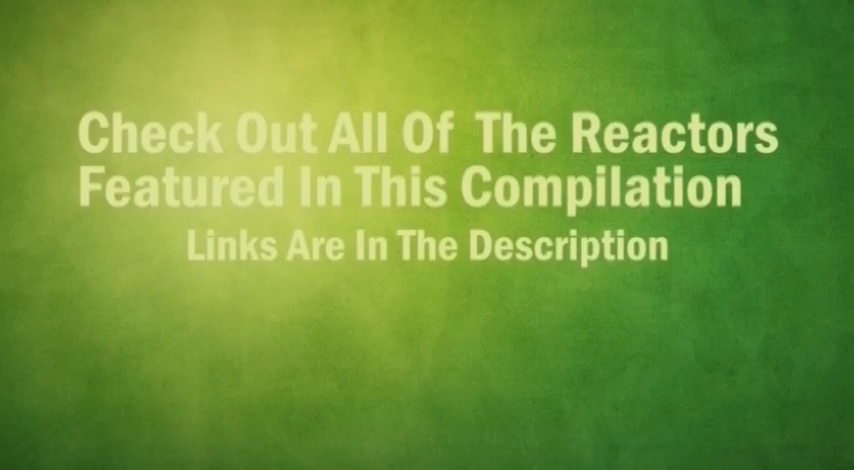 Check Out All Of The Reactors
Featured In This Compilation
Links Are In The Description